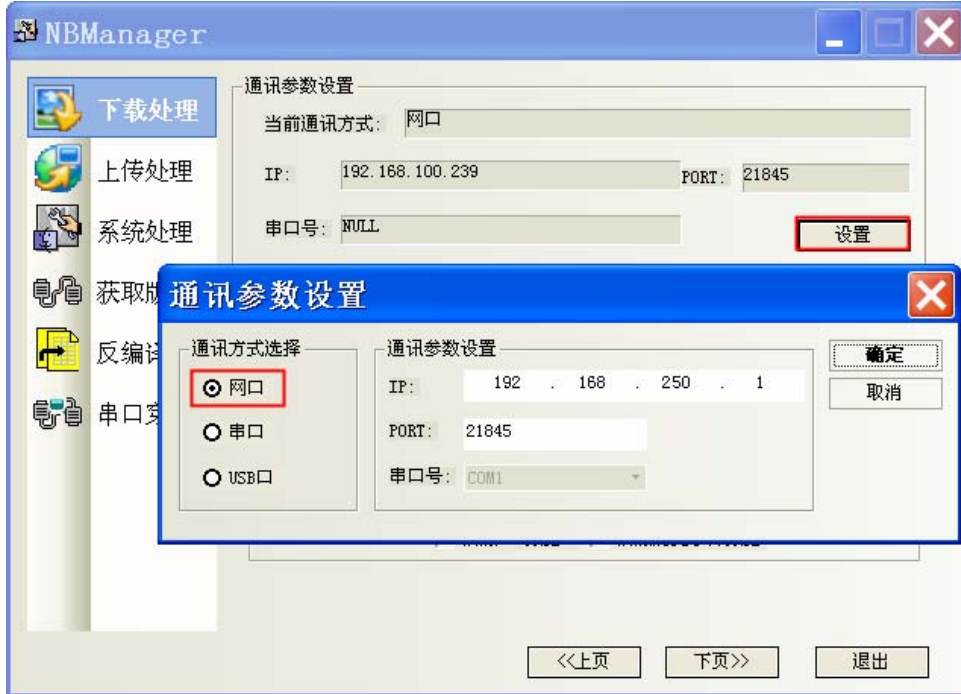 NBManager
下载处理
上传处理
系统处理
获取
反编
串口
通讯参数设置
当前通讯方式: 网口
IP: 192.168.100.239 PORT: 21845
串口号: NULL
设置
通讯参数设置
通讯方式选择
网口
串口
USB口
通讯参数设置
IP: 192 . 168 . 250 . 1
PORT: 21845
串口号: COM1
确定
取消
<<上页 下页>> 退出